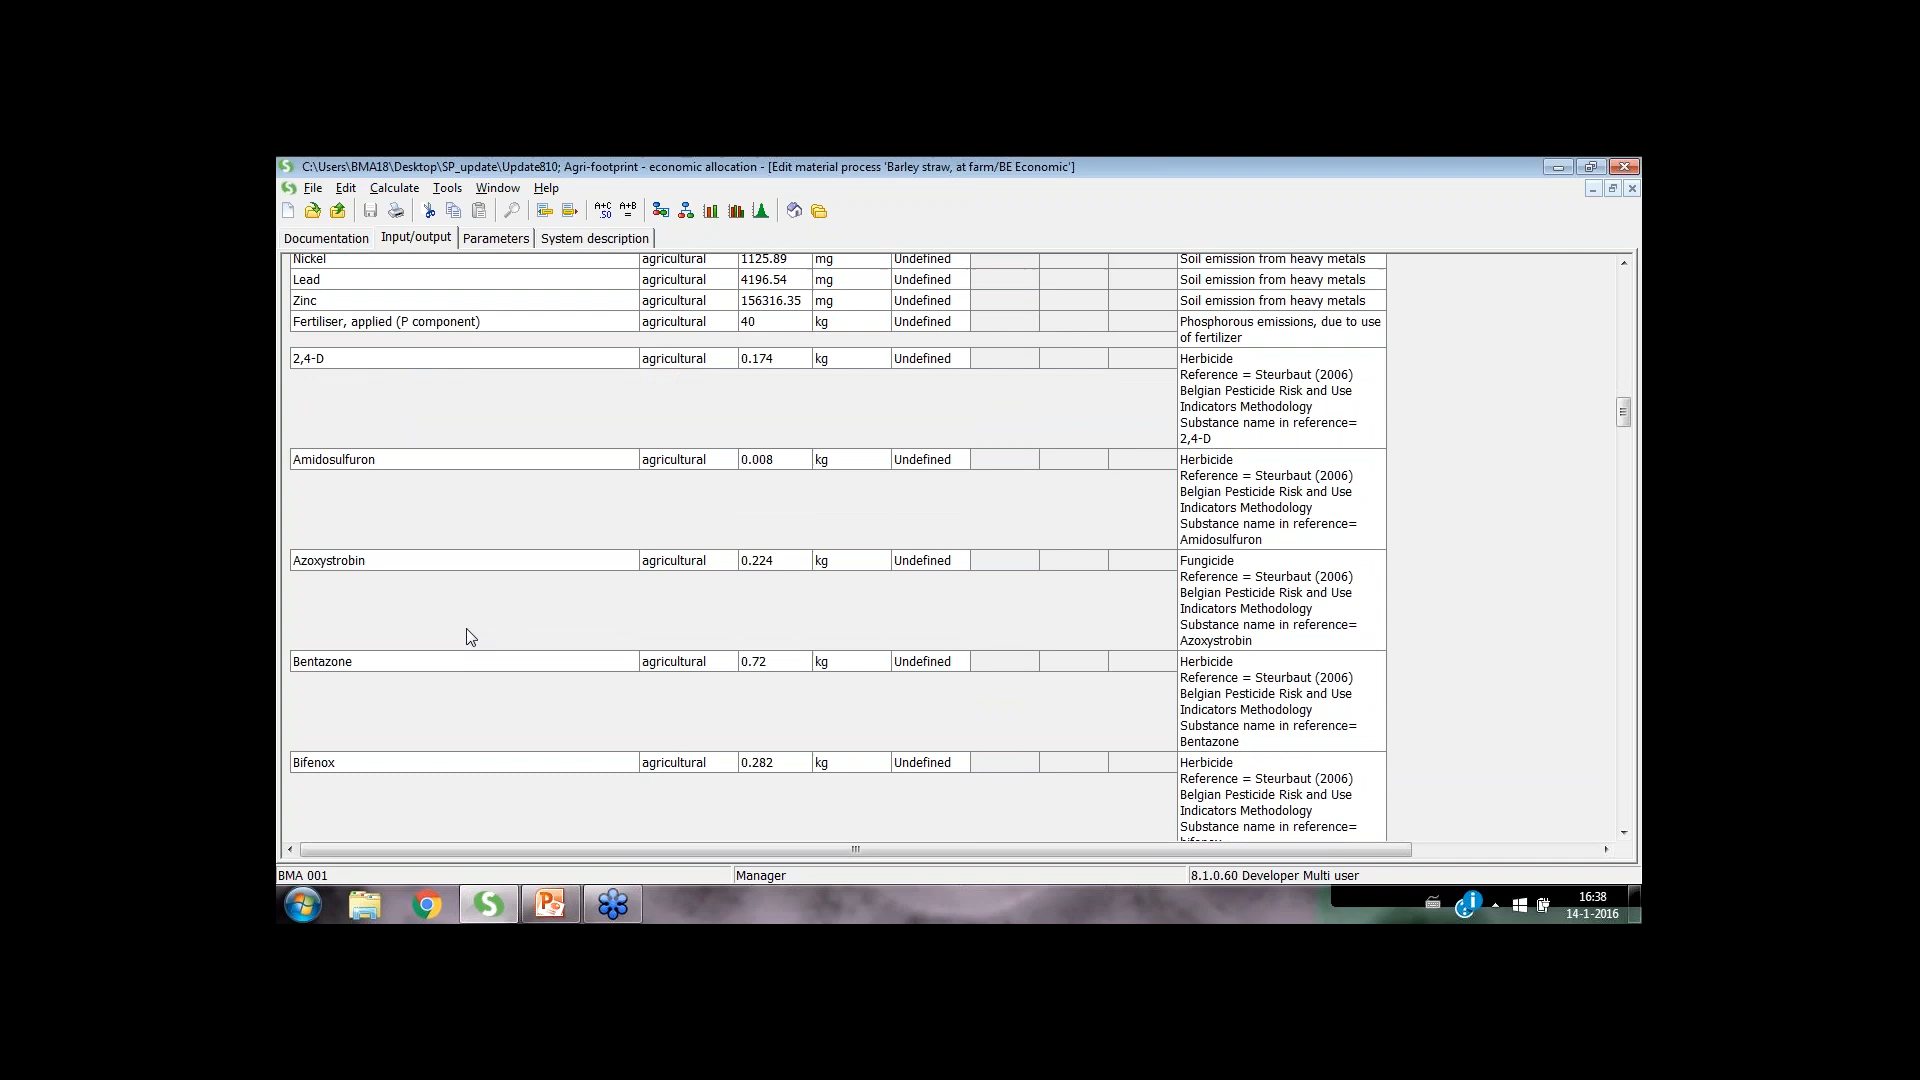 C:\Users\BMA18\Desktop\SP_update\Update810; Agri-footprint - economic allocation - [Edit material process 'Barley straw, at farm/BE Economic']
File Edit Calculate Tools Window Help
A+C .50 A+B =
Documentation Input/output Parameters System description
Nickel agricultural 1125.89 mg Undefined Soil emission from heavy metals
Lead agricultural 4196.54 mg Undefined Soil emission from heavy metals
Zinc agricultural 156316.35 mg Undefined Soil emission from heavy metals
Fertiliser, applied (P component) agricultural 40 kg Undefined Phosphorous emissions, due to use
of fertilizer
2,4-D agricultural 0.174 kg Undefined Herbicide
Reference = Steurbaut (2006)
Belgian Pesticide Risk and Use
Indicators Methodology
Substance name in reference=
2,4-D
Amidosulfuron agricultural 0.008 kg Undefined Herbicide
Reference = Steurbaut (2006)
Belgian Pesticide Risk and Use
Indicators Methodology
Substance name in reference=
Amidosulfuron
Azoxystrobin agricultural 0.224 kg Undefined Fungicide
Reference = Steurbaut (2006)
Belgian Pesticide Risk and Use
Indicators Methodology
Substance name in reference=
Azoxystrobin
Bentazone agricultural 0.72 kg Undefined Herbicide
Reference = Steurbaut (2006)
Belgian Pesticide Risk and Use
Indicators Methodology
Substance name in reference=
Bentazone
Bifenox agricultural 0.282 kg Undefined Herbicide
Reference = Steurbaut (2006)
Belgian Pesticide Risk and Use
Indicators Methodology
Substance name in reference=
bifenox
BMA 001 Manager 8.1.0.60 Developer Multi user
16:38
14-1-2016